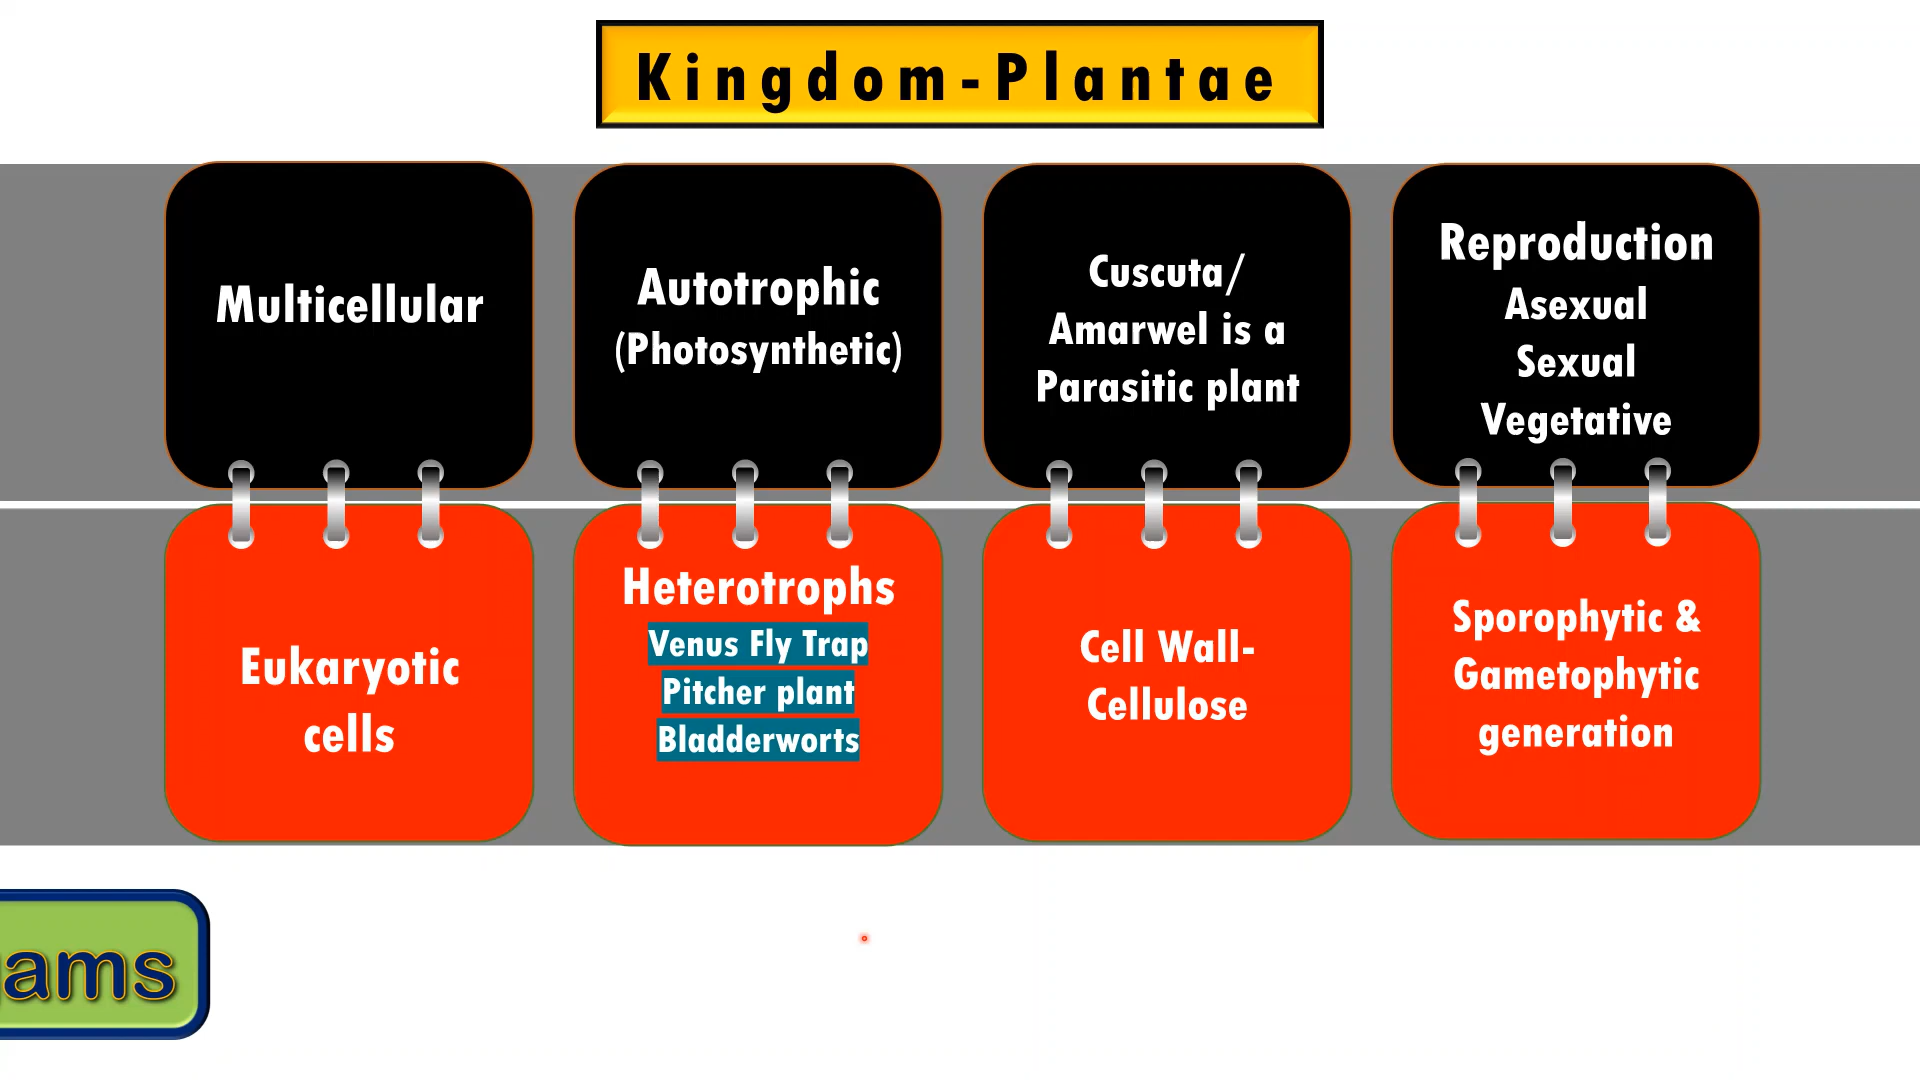 Kingdom-Plantae
Multicellular
Autotrophic
(Photosynthetic)
Cuscuta/
Amarwel is a
Parasitic plant
Reproduction
Asexual
Sexual
Vegetative
Eukaryotic
cells
Heterotrophs
Venus Fly Trap
Pitcher plant
Bladderworts
Cell Wall-
Cellulose
Sporophytic &
Gametophytic
generation